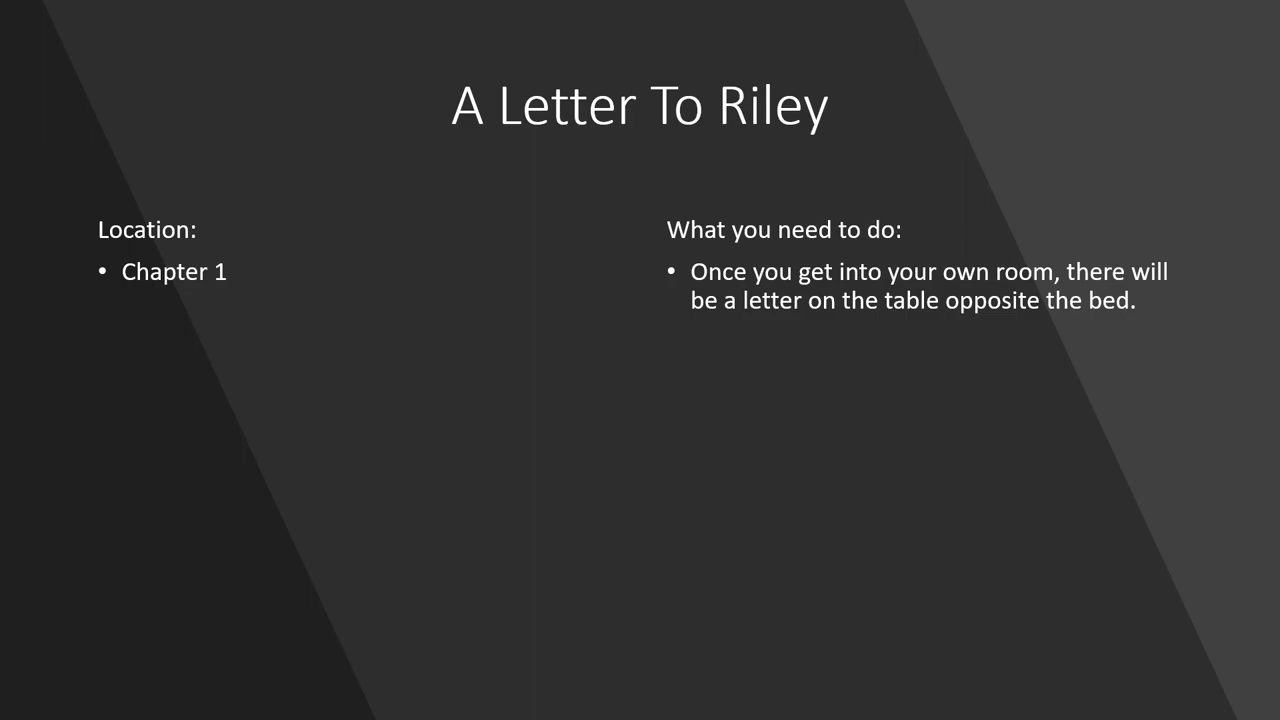 A Letter To Riley
Location:
• Chapter 1
What you need to do:
• Once you get into your own room, there will
be a letter on the table opposite the bed.